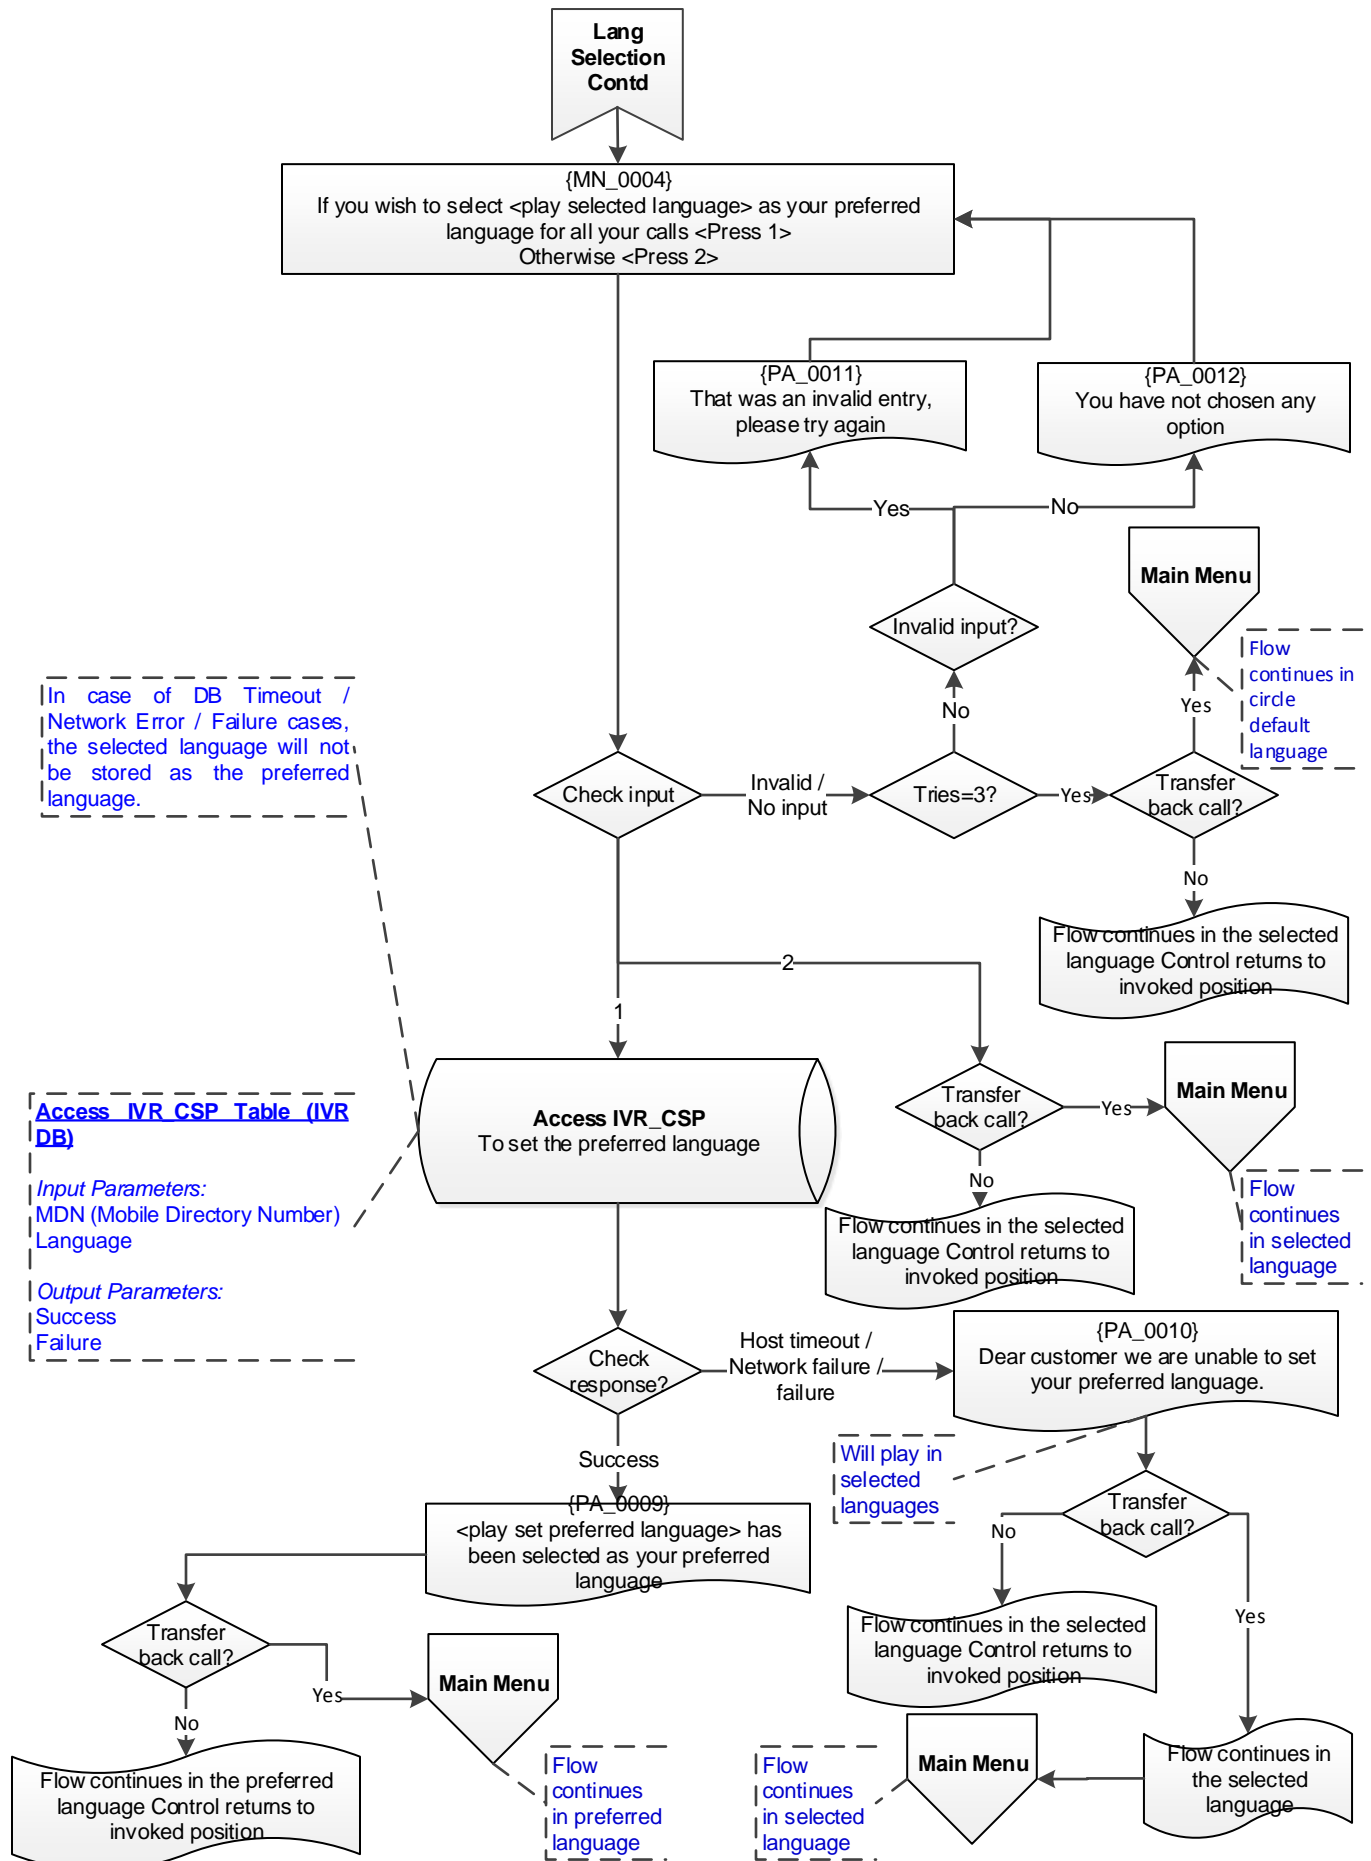 Lang
Selection
Contd
{MN_0004}
If you wish to select <play selected language> as your preferred
language for all your calls <Press 1>
Otherwise <Press 2>
{PA_0011}
That was an invalid entry,
please try again
{PA_0012}
You have not chosen any
option
Yes
No
Main Menu
Invalid input?
Flow
continues in
circle
default
language
In case of DB Timeout /
Network Error / Failure cases,
the selected language will not
be stored as the preferred
language.
No
Yes
Check input
Invalid /
No input
Tries=3?
Yes
Transfer
back call?
No
Flow continues in the selected
language Control returns to
invoked position
2
1
Access IVR_CSP
To set the preferred language
Transfer
back call?
Yes
Main Menu
Access IVR_CSP Table (IVR
DB)
Input Parameters:
MDN (Mobile Directory Number)
Language
Output Parameters:
Success
Failure
No
Flow continues in the selected
language Control returns to
invoked position
Flow
continues
in selected
language
Check
response?
Host timeout /
Network failure /
failure
{PA_0010}
Dear customer we are unable to set
your preferred language.
Success
Will play in
selected
languages
Transfer
back call?
No
Yes
{PA_0009}
<play set preferred language> has
been selected as your preferred
language
Flow continues in the selected
language Control returns to
invoked position
Transfer
back call?
Yes
Main Menu
No
Flow continues in the preferred
language Control returns to
invoked position
Flow
continues
in preferred
language
Flow
continues
in selected
language
Main Menu
Flow continues in
the selected
language